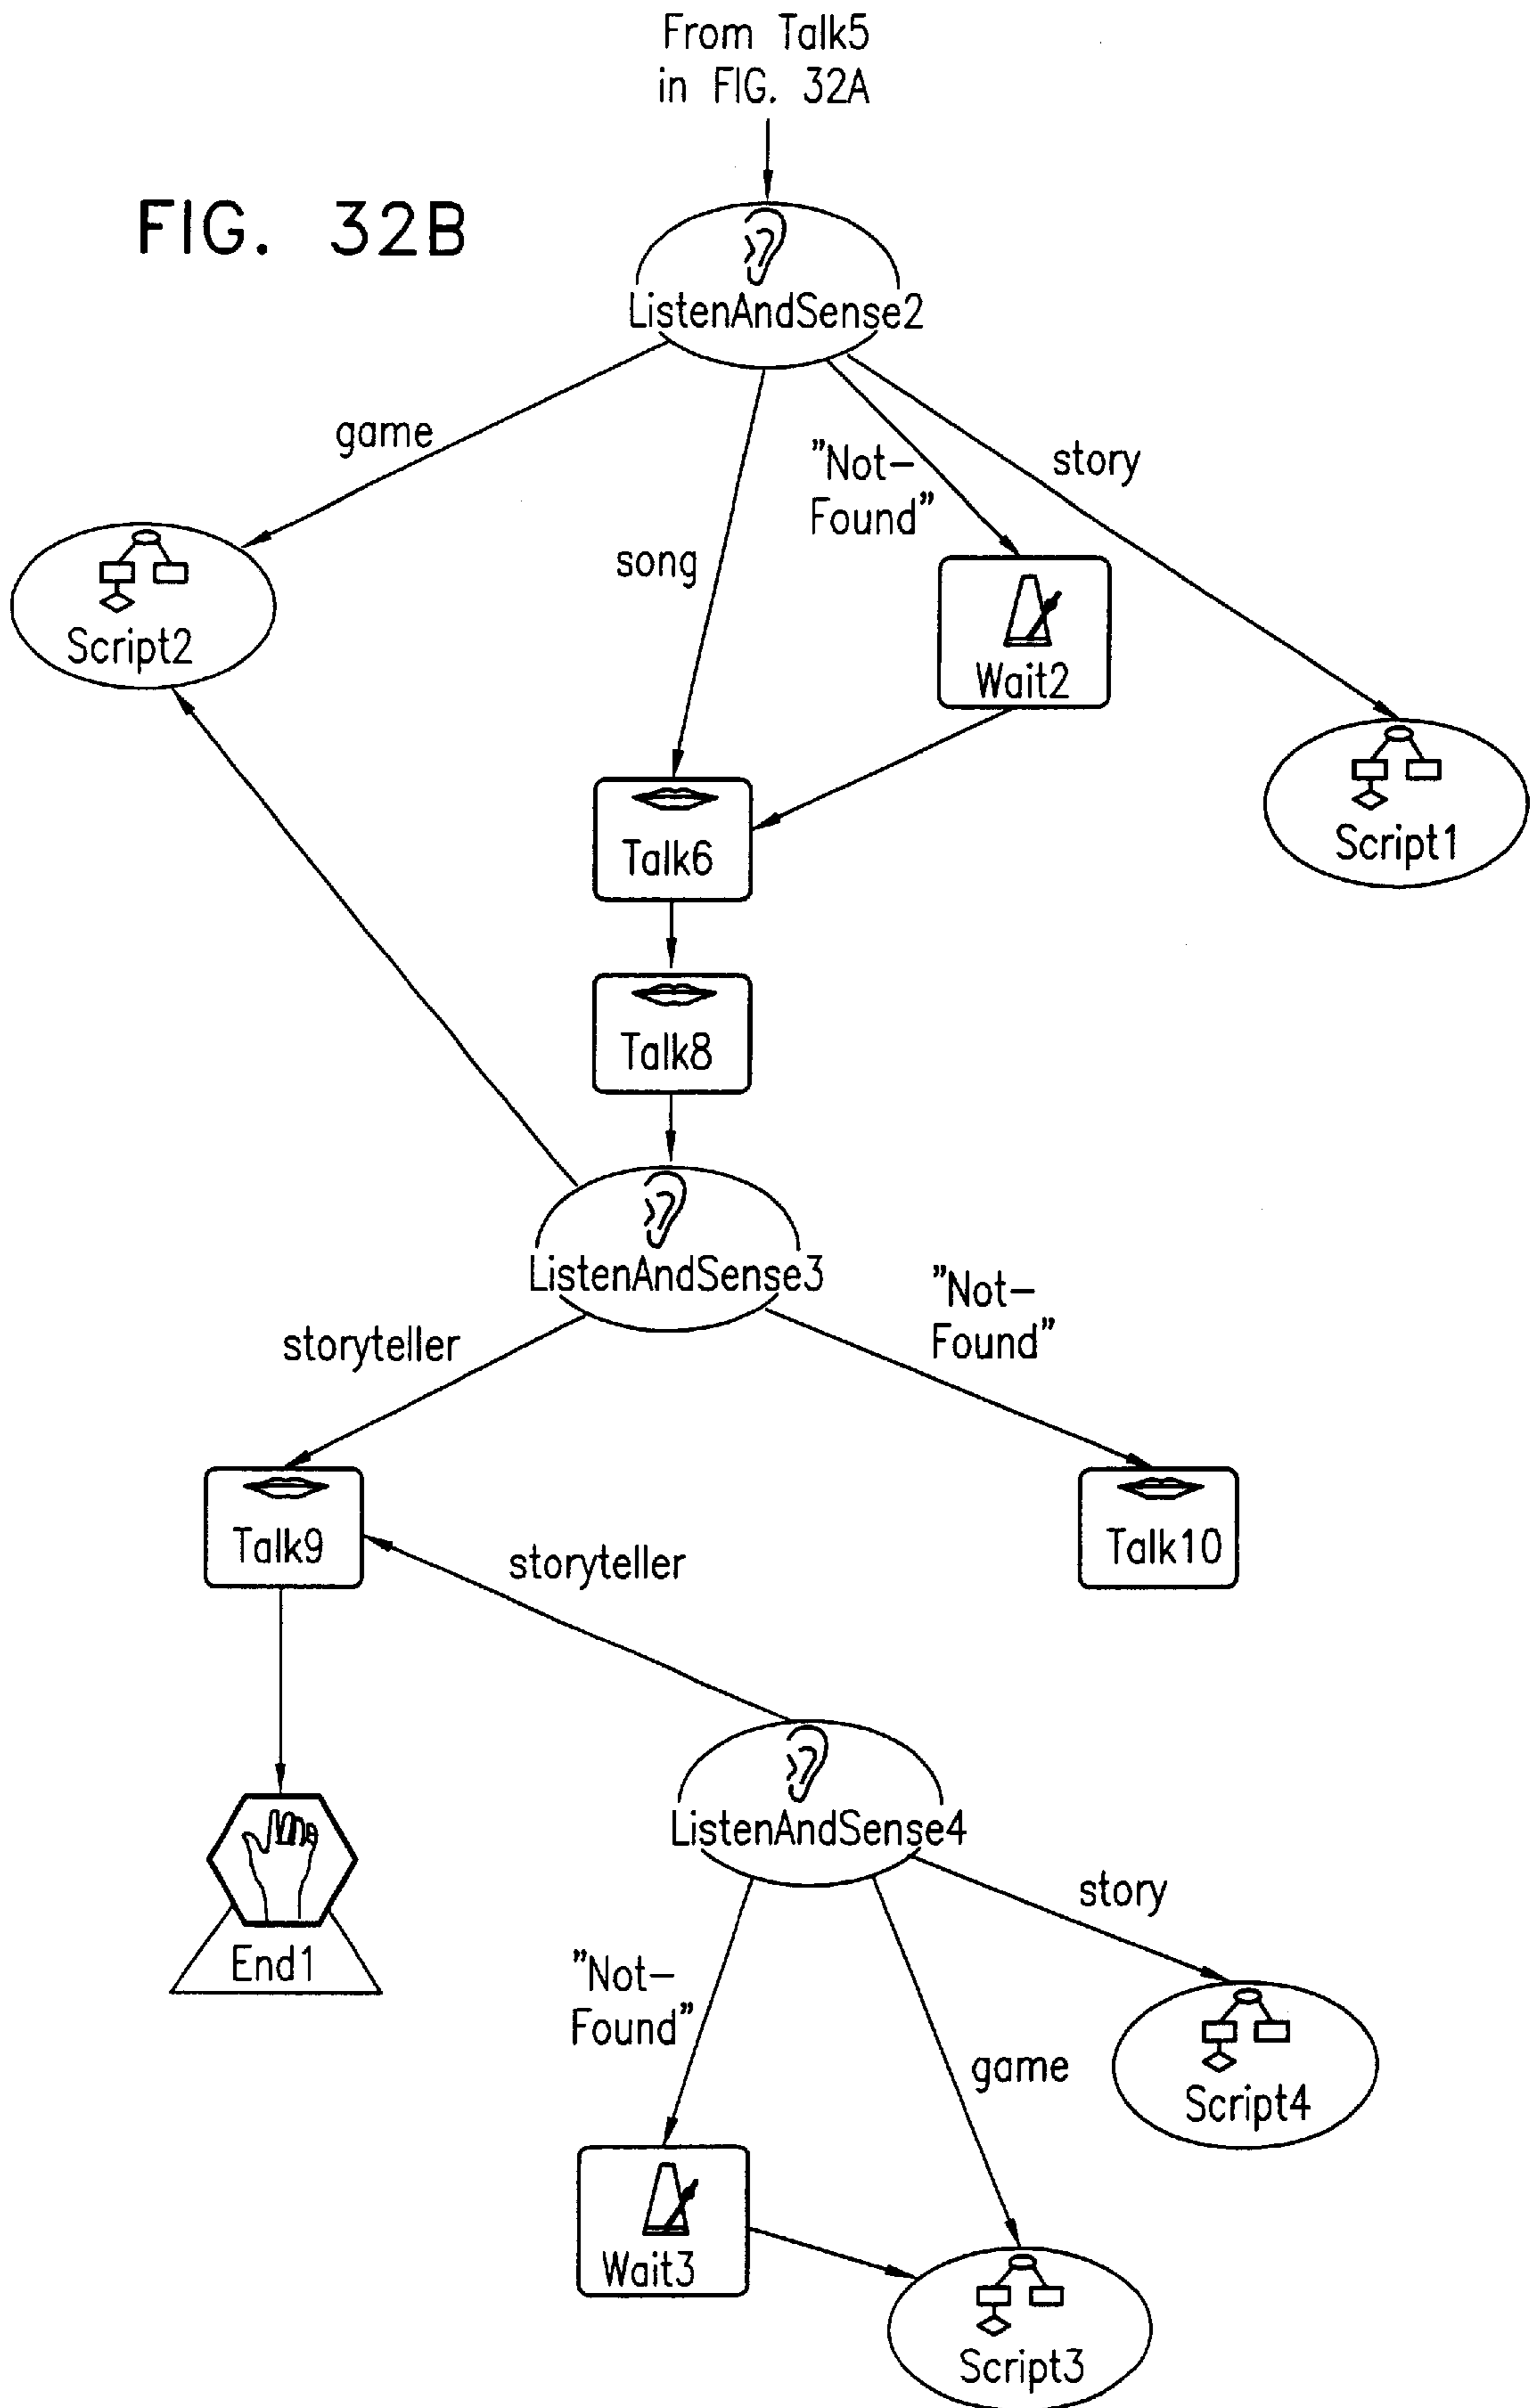 From Talk5
in FIG. 32A
FIG. 32B
ListenAndSense2
game
"Not-
Found"
story
song
Script2
Wait2
Script1
Talk6
Talk8
ListenAndSense3
"Not-
Found"
storyteller
Talk9
Talk10
storyteller
ListenAndSense4
story
End1
"Not-
Found"
game
Script4
Wait3
Script3